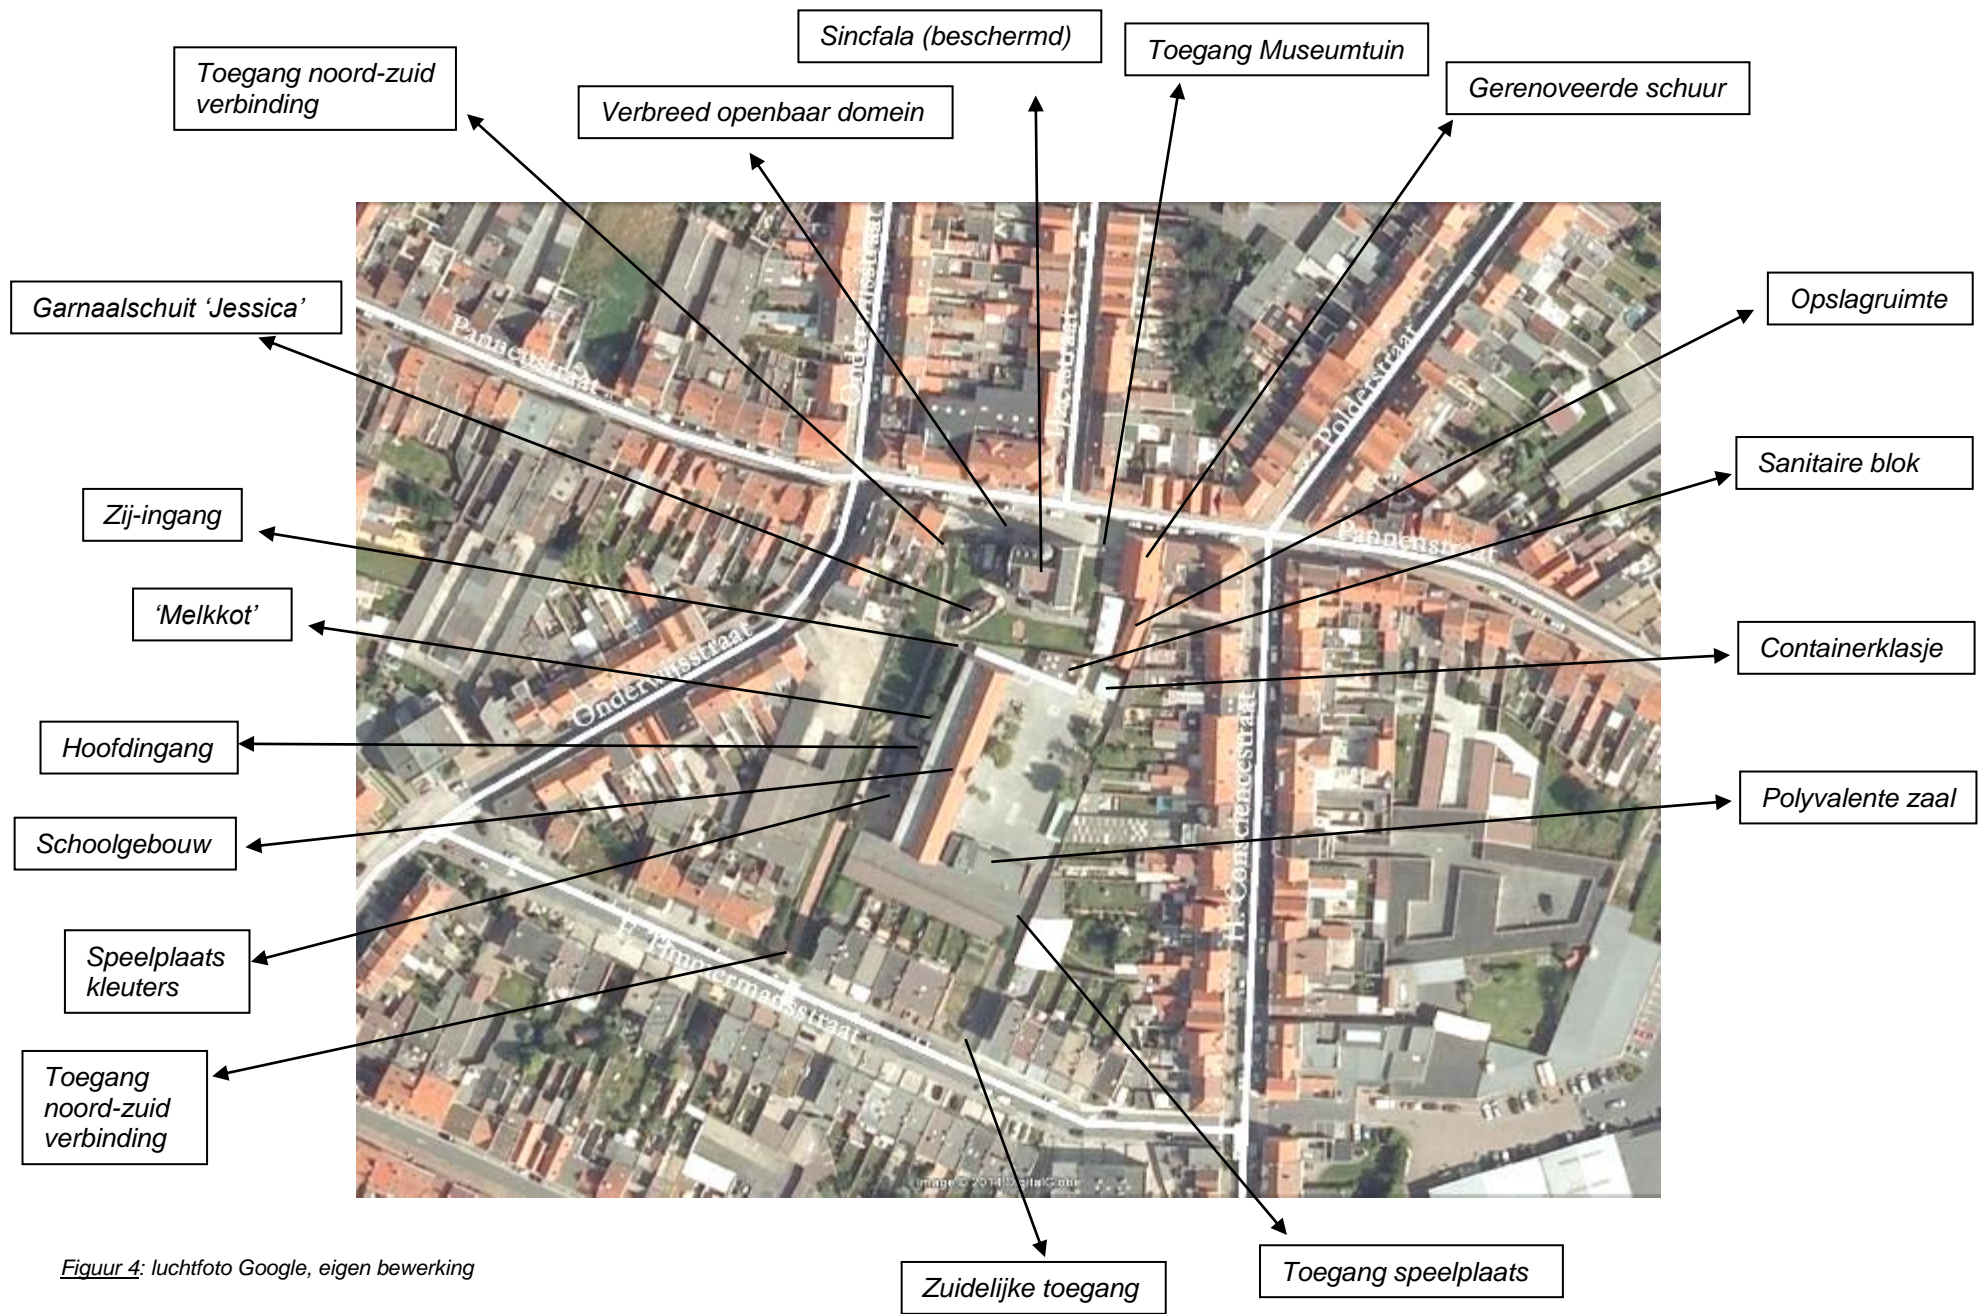 Sincfala (beschermd)
Toegang Museumtuin
Toegang noord-zuid
verbinding
Verbreed openbaar domein
Gerenoveerde schuur
Garnaalschuit ‘Jessica’
Opslagruimte
Zij-ingang
Sanitaire blok
‘Melkkot’
Containerklasje
Hoofdingang
Polyvalente zaal
Schoolgebouw
Speelplaats
kleuters
Toegang
noord-zuid
verbinding
Pannenstraat
Polderstraat
Pannenstraat
Onderwijsstraat
H. Consciencestraat
Zuidelijke toegang
Toegang speelplaats
Figuur 4: luchtfoto Google, eigen bewerking